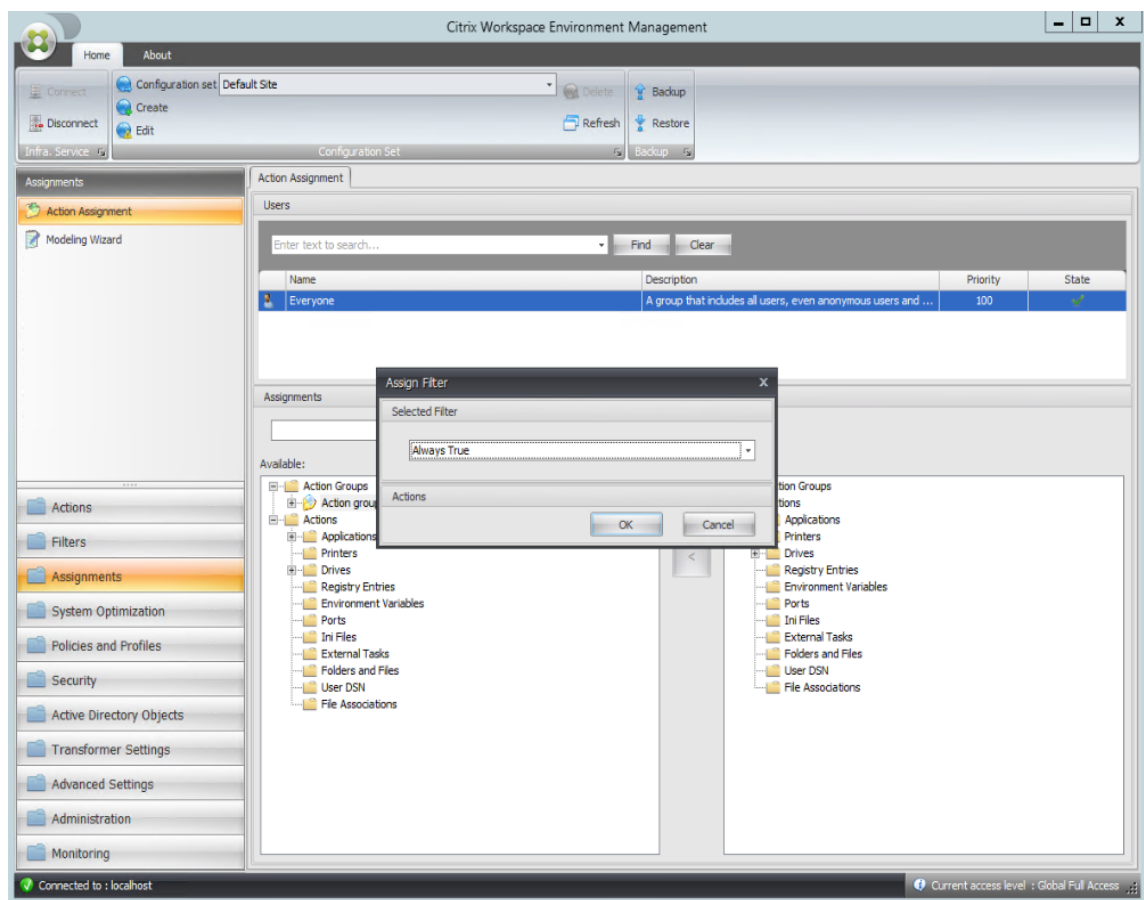 Citrix Workspace Environment Management
Home About
Connect
Configuration set Default Site
Delete
Backup
Create
Disconnect
Edit
Refresh
Restore
Infra. Service
Configuration Set
Backup
Assignments
Action Assignment
Modeling Wizard
Actions
Filters
Assignments
System Optimization
Policies and Profiles
Security
Active Directory Objects
Transformer Settings
Advanced Settings
Administration
Monitoring
Action Assignment
Users
Enter text to search...
Find Clear
Name Description Priority State
Everyone A group that includes all users, even anonymous users and ... 100
Assignments
Available:
Action Groups
Action grou
Actions
Applications
Printers
Drives
Registry Entries
Environment Variables
Ports
Ini Files
External Tasks
Folders and Files
User DSN
File Associations
Assign Filter X
Selected Filter
Always True
Actions
OK Cancel
<
tion Groups
tions
Applications
Printers
Drives
Registry Entries
Environment Variables
Ports
Ini Files
External Tasks
Folders and Files
User DSN
File Associations
Connected to : localhost
Current access level : Global Full Access